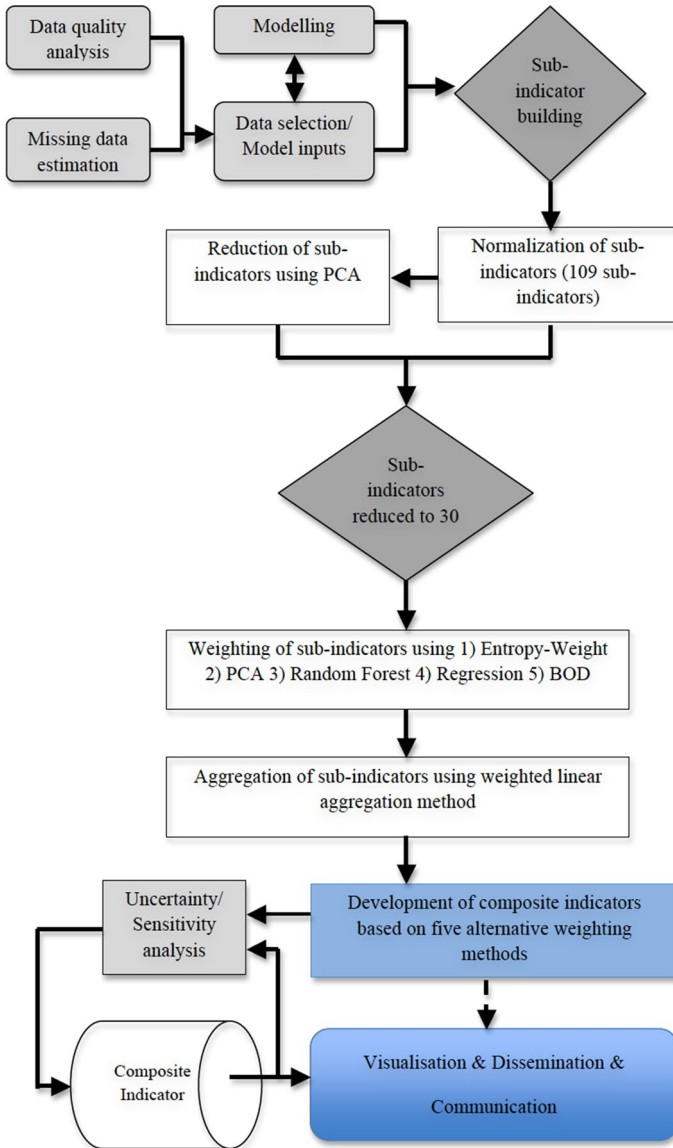 Data quality
analysis
Modelling
Sub-
indicator
building
Missing data
estimation
Data selection/
Model inputs
Reduction of sub-
indicators using PCA
Normalization of sub-
indicators (109 sub-
indicators)
Sub-
indicators
reduced to 30
Weighting of sub-indicators using 1) Entropy-Weight
2) PCA 3) Random Forest 4) Regression 5) BOD
Aggregation of sub-indicators using weighted linear
aggregation method
Uncertainty/
Sensitivity
analysis
Development of composite indicators
based on five alternative weighting
methods
Composite
Indicator
Visualisation & Dissemination &
Communication